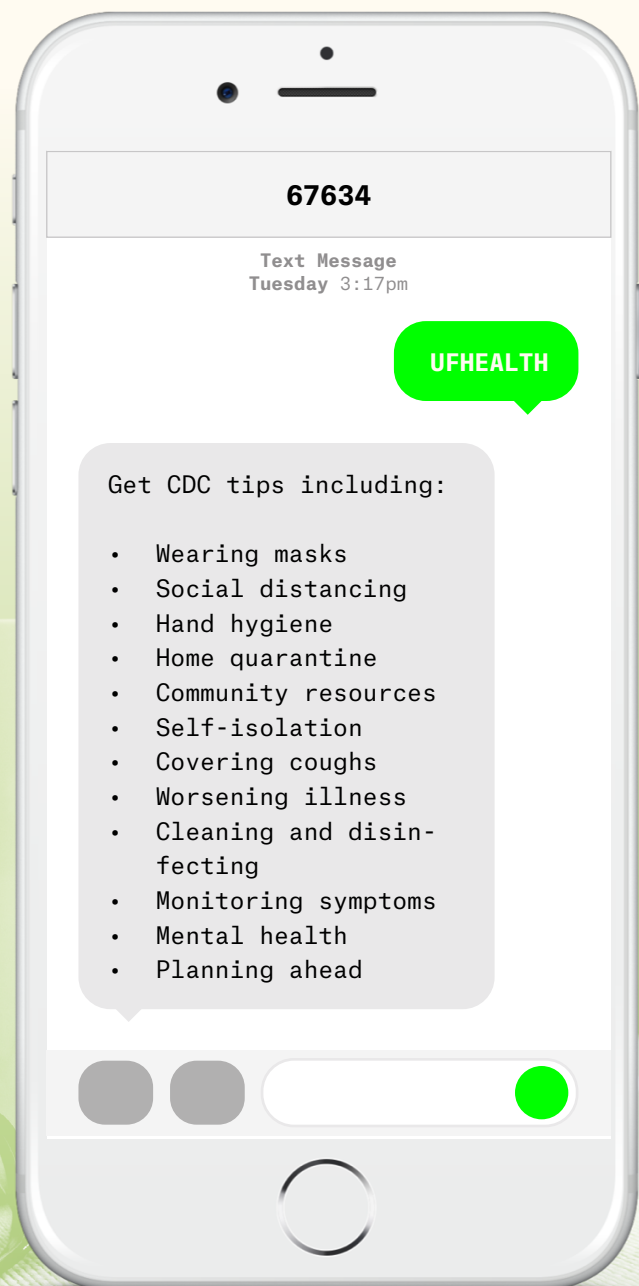 67634
Text Message
Tuesday 3:17pm
UFHEALTH
Get CDC tips including:
• Wearing masks
• Social distancing
• Hand hygiene
• Home quarantine
• Community resources
• Self-isolation
• Covering coughs
• Worsening illness
• Cleaning and disin-
fecting
• Monitoring symptoms
• Mental health
• Planning ahead